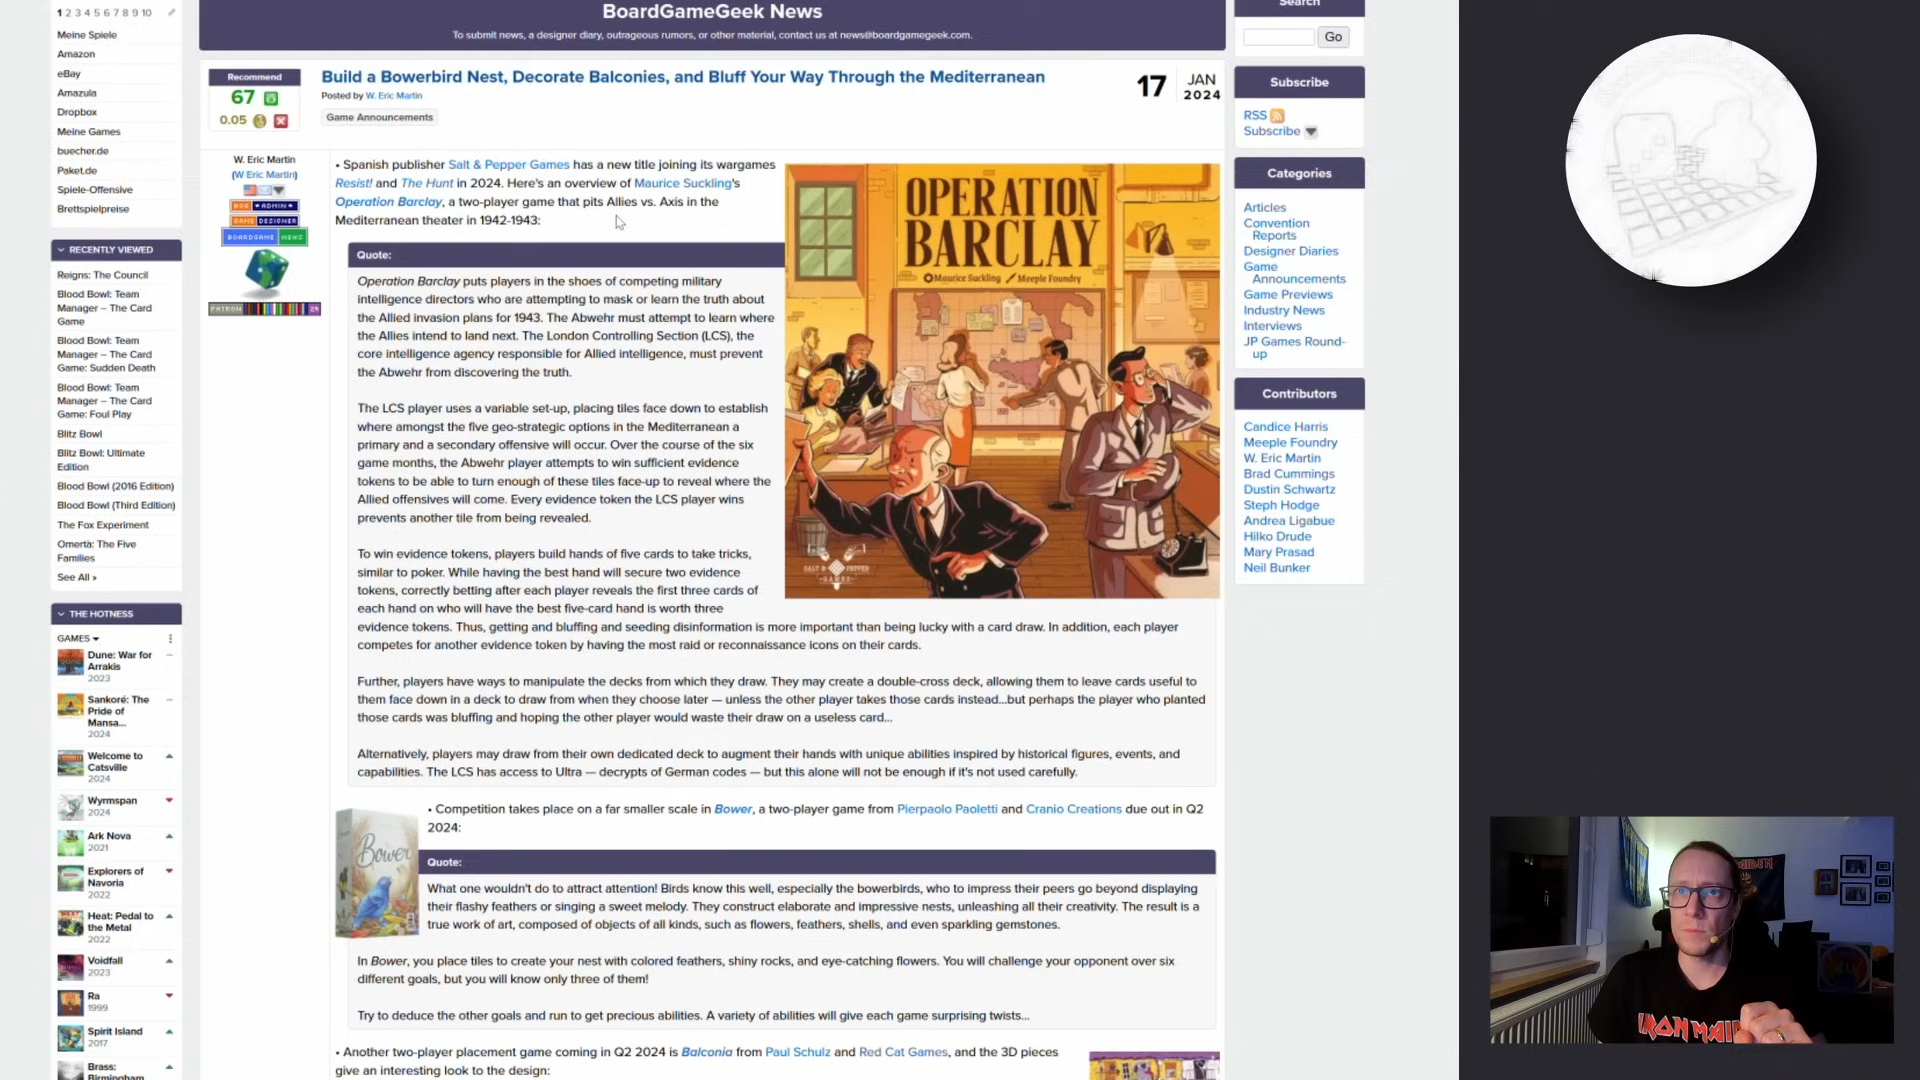 1 2 3 4 5 6 7 8 9 10
Meine Spiele
Amazon
eBay
Amazula
Dropbox
Meine Games
buecher.de
Paket.de
Spiele-Offensive
Brettspielpreise
RECENTLY VIEWED
Reigns: The Council
Blood Bowl: Team
Manager – The Card
Game
Blood Bowl: Team
Manager – The Card
Game: Sudden Death
Blood Bowl: Team
Manager – The Card
Game: Foul Play
Blitz Bowl
Blitz Bowl: Ultimate
Edition
Blood Bowl (2016 Edition)
Blood Bowl (Third Edition)
The Fox Experiment
Omertà: The Five
Families
See All »
THE HOTNESS
GAMES
Dune: War for
Arrakis
2023
Sankoré: The
Pride of
Mansa...
2024
Welcome to
Catsville
2024
Wyrmspan
2024
Ark Nova
2021
Explorers of
Navoria
2022
Heat: Pedal to
the Metal
2022
Voidfall
2023
Ra
1999
Spirit Island
2017
Brass:
Birmingham
BoardGameGeek News
To submit news, a designer diary, outrageous rumors, or other material, contact us at news@boardgamegeek.com.
Recommend
67
0.05
Build a Bowerbird Nest, Decorate Balconies, and Bluff Your Way Through the Mediterranean
Posted by W. Eric Martin
Game Announcements
17 JAN
2024
W. Eric Martin
(W Eric Martin)
BGG ADMIN
GAME DESIGNER
BOARDGAME NEWS
PATRON 24
• Spanish publisher Salt & Pepper Games has a new title joining its wargames
Resist! and The Hunt in 2024. Here's an overview of Maurice Suckling's
Operation Barclay, a two-player game that pits Allies vs. Axis in the
Mediterranean theater in 1942-1943:
Quote:
Operation Barclay puts players in the shoes of competing military
intelligence directors who are attempting to mask or learn the truth about
the Allied invasion plans for 1943. The Abwehr must attempt to learn where
the Allies intend to land next. The London Controlling Section (LCS), the
core intelligence agency responsible for Allied intelligence, must prevent
the Abwehr from discovering the truth.
The LCS player uses a variable set-up, placing tiles face down to establish
where amongst the five geo-strategic options in the Mediterranean a
primary and a secondary offensive will occur. Over the course of the six
game months, the Abwehr player attempts to win sufficient evidence
tokens to be able to turn enough of these tiles face-up to reveal where the
Allied offensives will come. Every evidence token the LCS player wins
prevents another tile from being revealed.
To win evidence tokens, players build hands of five cards to take tricks,
similar to poker. While having the best hand will secure two evidence
tokens, correctly betting after each player reveals the first three cards of
each hand on who will have the best five-card hand is worth three
evidence tokens. Thus, getting and bluffing and seeding disinformation is more important than being lucky with a card draw. In addition, each player
competes for another evidence token by having the most raid or reconnaissance icons on their cards.
Further, players have ways to manipulate the decks from which they draw. They may create a double-cross deck, allowing them to leave cards useful to
them face down in a deck to draw from when they choose later — unless the other player takes those cards instead...but perhaps the player who planted
those cards was bluffing and hoping the other player would waste their draw on a useless card...
Alternatively, players may draw from their own dedicated deck to augment their hands with unique abilities inspired by historical figures, events, and
capabilities. The LCS has access to Ultra — decrypts of German codes — but this alone will not be enough if it's not used carefully.
OPERATION
BARCLAY
Maurice Suckling Meeple Foundry
SALT & PEPPER
GAMES
• Competition takes place on a far smaller scale in Bower, a two-player game from Pierpaolo Paoletti and Cranio Creations due out in Q2
2024:
Bower
Quote:
What one wouldn't do to attract attention! Birds know this well, especially the bowerbirds, who to impress their peers go beyond displaying
their flashy feathers or singing a sweet melody. They construct elaborate and impressive nests, unleashing all their creativity. The result is a
true work of art, composed of objects of all kinds, such as flowers, feathers, shells, and even sparkling gemstones.
In Bower, you place tiles to create your nest with colored feathers, shiny rocks, and eye-catching flowers. You will challenge your opponent over six
different goals, but you will know only three of them!
Try to deduce the other goals and run to get precious abilities. A variety of abilities will give each game surprising twists...
• Another two-player placement game coming in Q2 2024 is Balconia from Paul Schulz and Red Cat Games, and the 3D pieces
give an interesting look to the design:
Search
Go
Subscribe
RSS
Subscribe
Categories
Articles
Convention
Reports
Designer Diaries
Game
Announcements
Game Previews
Industry News
Interviews
JP Games Round-
up
Contributors
Candice Harris
Meeple Foundry
W. Eric Martin
Brad Cummings
Dustin Schwartz
Steph Hodge
Andrea Ligabue
Hilko Drude
Mary Prasad
Neil Bunker
MAIDEN
IRON MAI